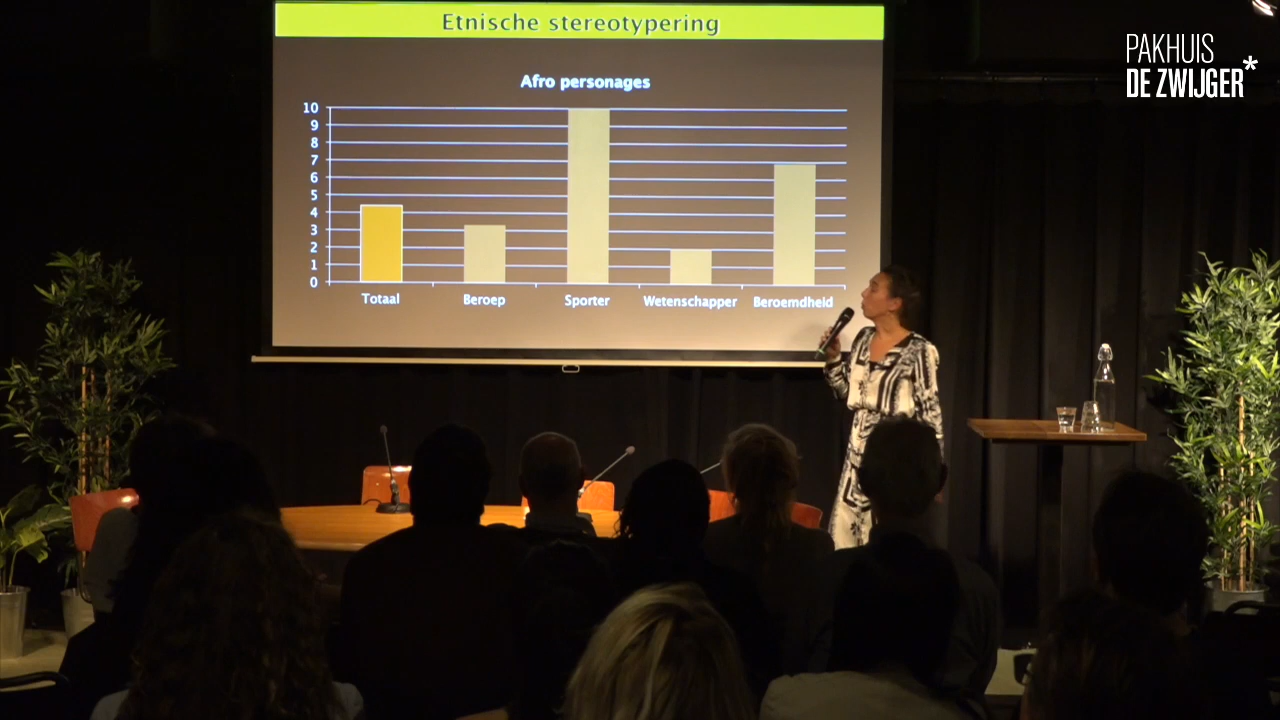 Etnische stereotypering
Afro personages
10
9
8
7
6
5
4
3
2
1
0
Totaal
Beroep
Sporter
Wetenschapper
Beroemdheid
PAKHUIS
DE ZWIJGER*